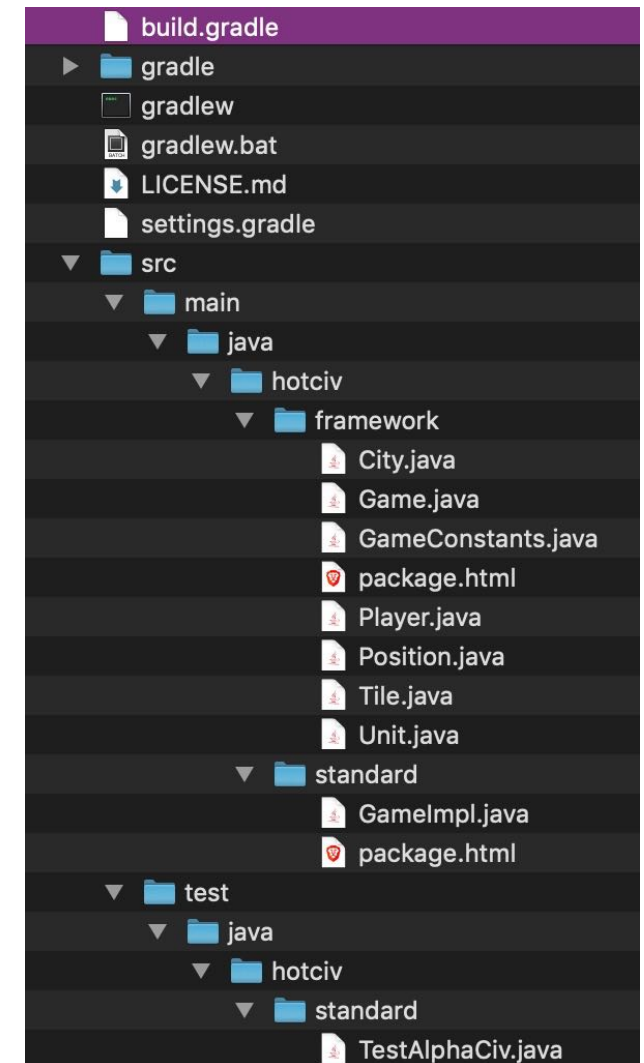 build.gradle
gradle
gradlew
gradlew.bat
LICENSE.md
settings.gradle
src
main
java
hotciv
framework
City.java
Game.java
GameConstants.java
package.html
Player.java
Position.java
Tile.java
Unit.java
standard
GameImpl.java
package.html
test
java
hotciv
standard
TestAlphaCiv.java